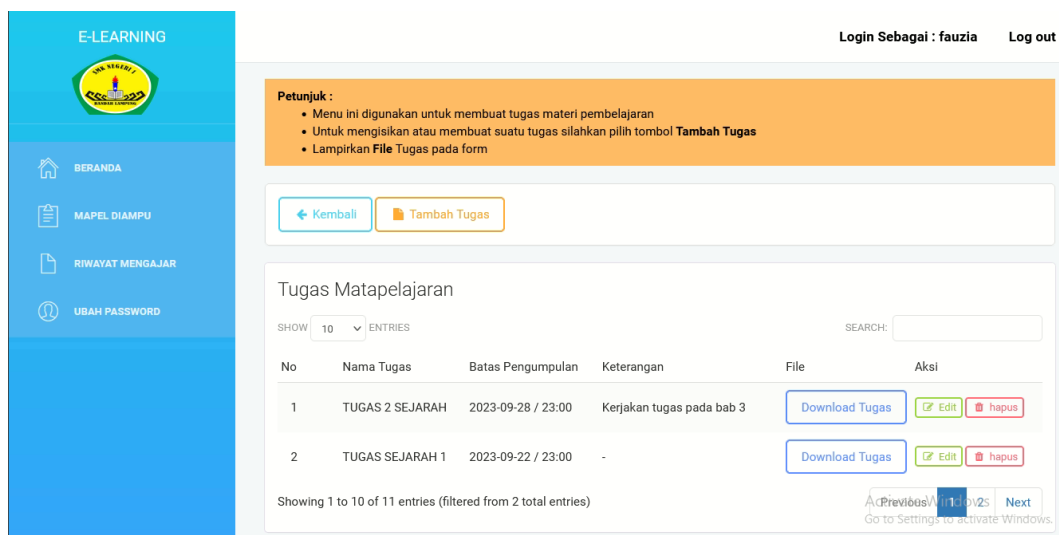 E-LEARNING
Login Sebagai : fauzia Log out
SMK NEGERI 1
BANDAR LAMPUNG
Petunjuk :
• Menu ini digunakan untuk membuat tugas materi pembelajaran
• Untuk mengisikan atau membuat suatu tugas silahkan pilih tombol Tambah Tugas
• Lampirkan File Tugas pada form
BERANDA
MAPEL DIAMPU
RIWAYAT MENGAJAR
UBAH PASSWORD
Kembali Tambah Tugas
Tugas Matapelajaran
SHOW 10 ENTRIES SEARCH:
No Nama Tugas Batas Pengumpulan Keterangan File Aksi
1 TUGAS 2 SEJARAH 2023-09-28 / 23:00 Kerjakan tugas pada bab 3 Download Tugas Edit hapus
2 TUGAS SEJARAH 1 2023-09-22 / 23:00 - Download Tugas Edit hapus
Showing 1 to 10 of 11 entries (filtered from 2 total entries) Previous 1 2 Next
Activate Windows
Go to Settings to activate Windows.